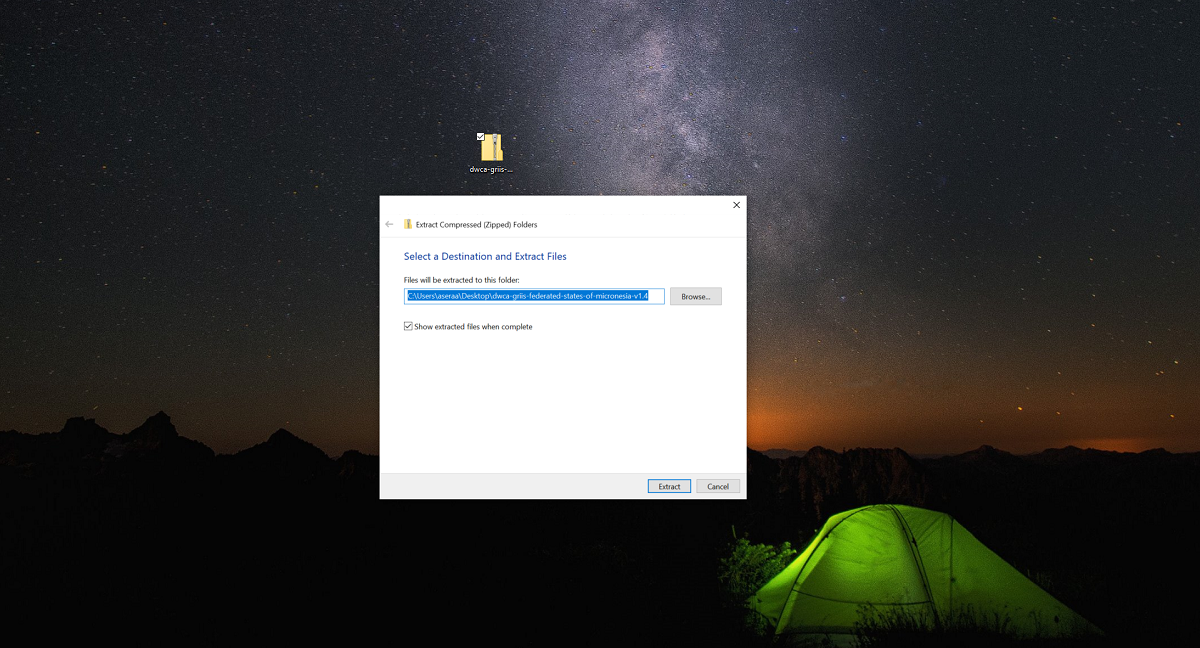 dwca-griis-...
Extract Compressed (Zipped) Folders
Select a Destination and Extract Files
Files will be extracted to this folder:
C:\Users\aseraa\Desktop\dwca-griis-federated-states-of-micronesia-v1.4
Browse...
Show extracted files when complete
Extract
Cancel